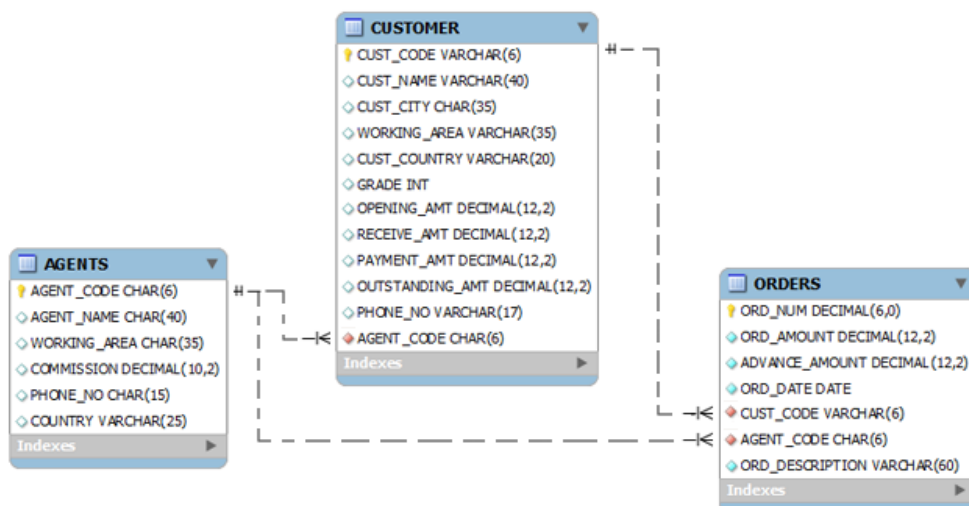 CUSTOMER
CUST_CODE VARCHAR(6)
CUST_NAME VARCHAR(40)
CUST_CITY CHAR(35)
WORKING_AREA VARCHAR(35)
CUST_COUNTRY VARCHAR(20)
GRADE INT
OPENING_AMT DECIMAL(12,2)
RECEIVE_AMT DECIMAL(12,2)
PAYMENT_AMT DECIMAL(12,2)
OUTSTANDING_AMT DECIMAL(12,2)
PHONE_NO VARCHAR(17)
AGENT_CODE CHAR(6)
Indexes
AGENTS
AGENT_CODE CHAR(6)
AGENT_NAME CHAR(40)
WORKING_AREA CHAR(35)
COMMISSION DECIMAL(10,2)
PHONE_NO CHAR(15)
COUNTRY VARCHAR(25)
Indexes
ORDERS
ORD_NUM DECIMAL(6,0)
ORD_AMOUNT DECIMAL(12,2)
ADVANCE_AMOUNT DECIMAL(12,2)
ORD_DATE DATE
CUST_CODE VARCHAR(6)
AGENT_CODE CHAR(6)
ORD_DESCRIPTION VARCHAR(60)
Indexes